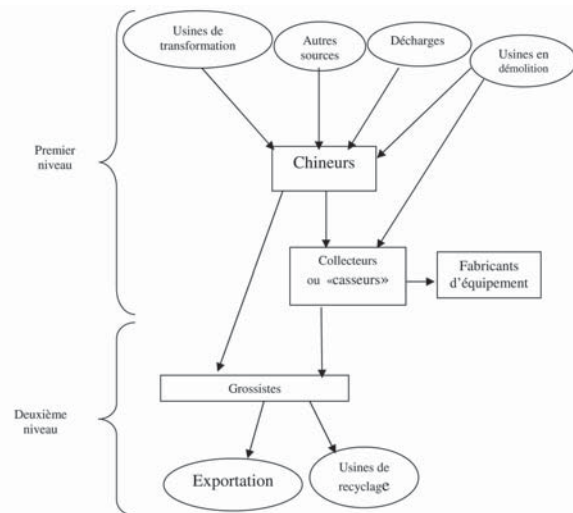 Usines de
transformation
Autres
sources
Décharges
Usines en
démolition
Premier
niveau
Chineurs
Collecteurs
ou «casseurs»
Fabricants
d'équipement
Grossistes
Deuxième
niveau
Exportation
Usines de
recyclage